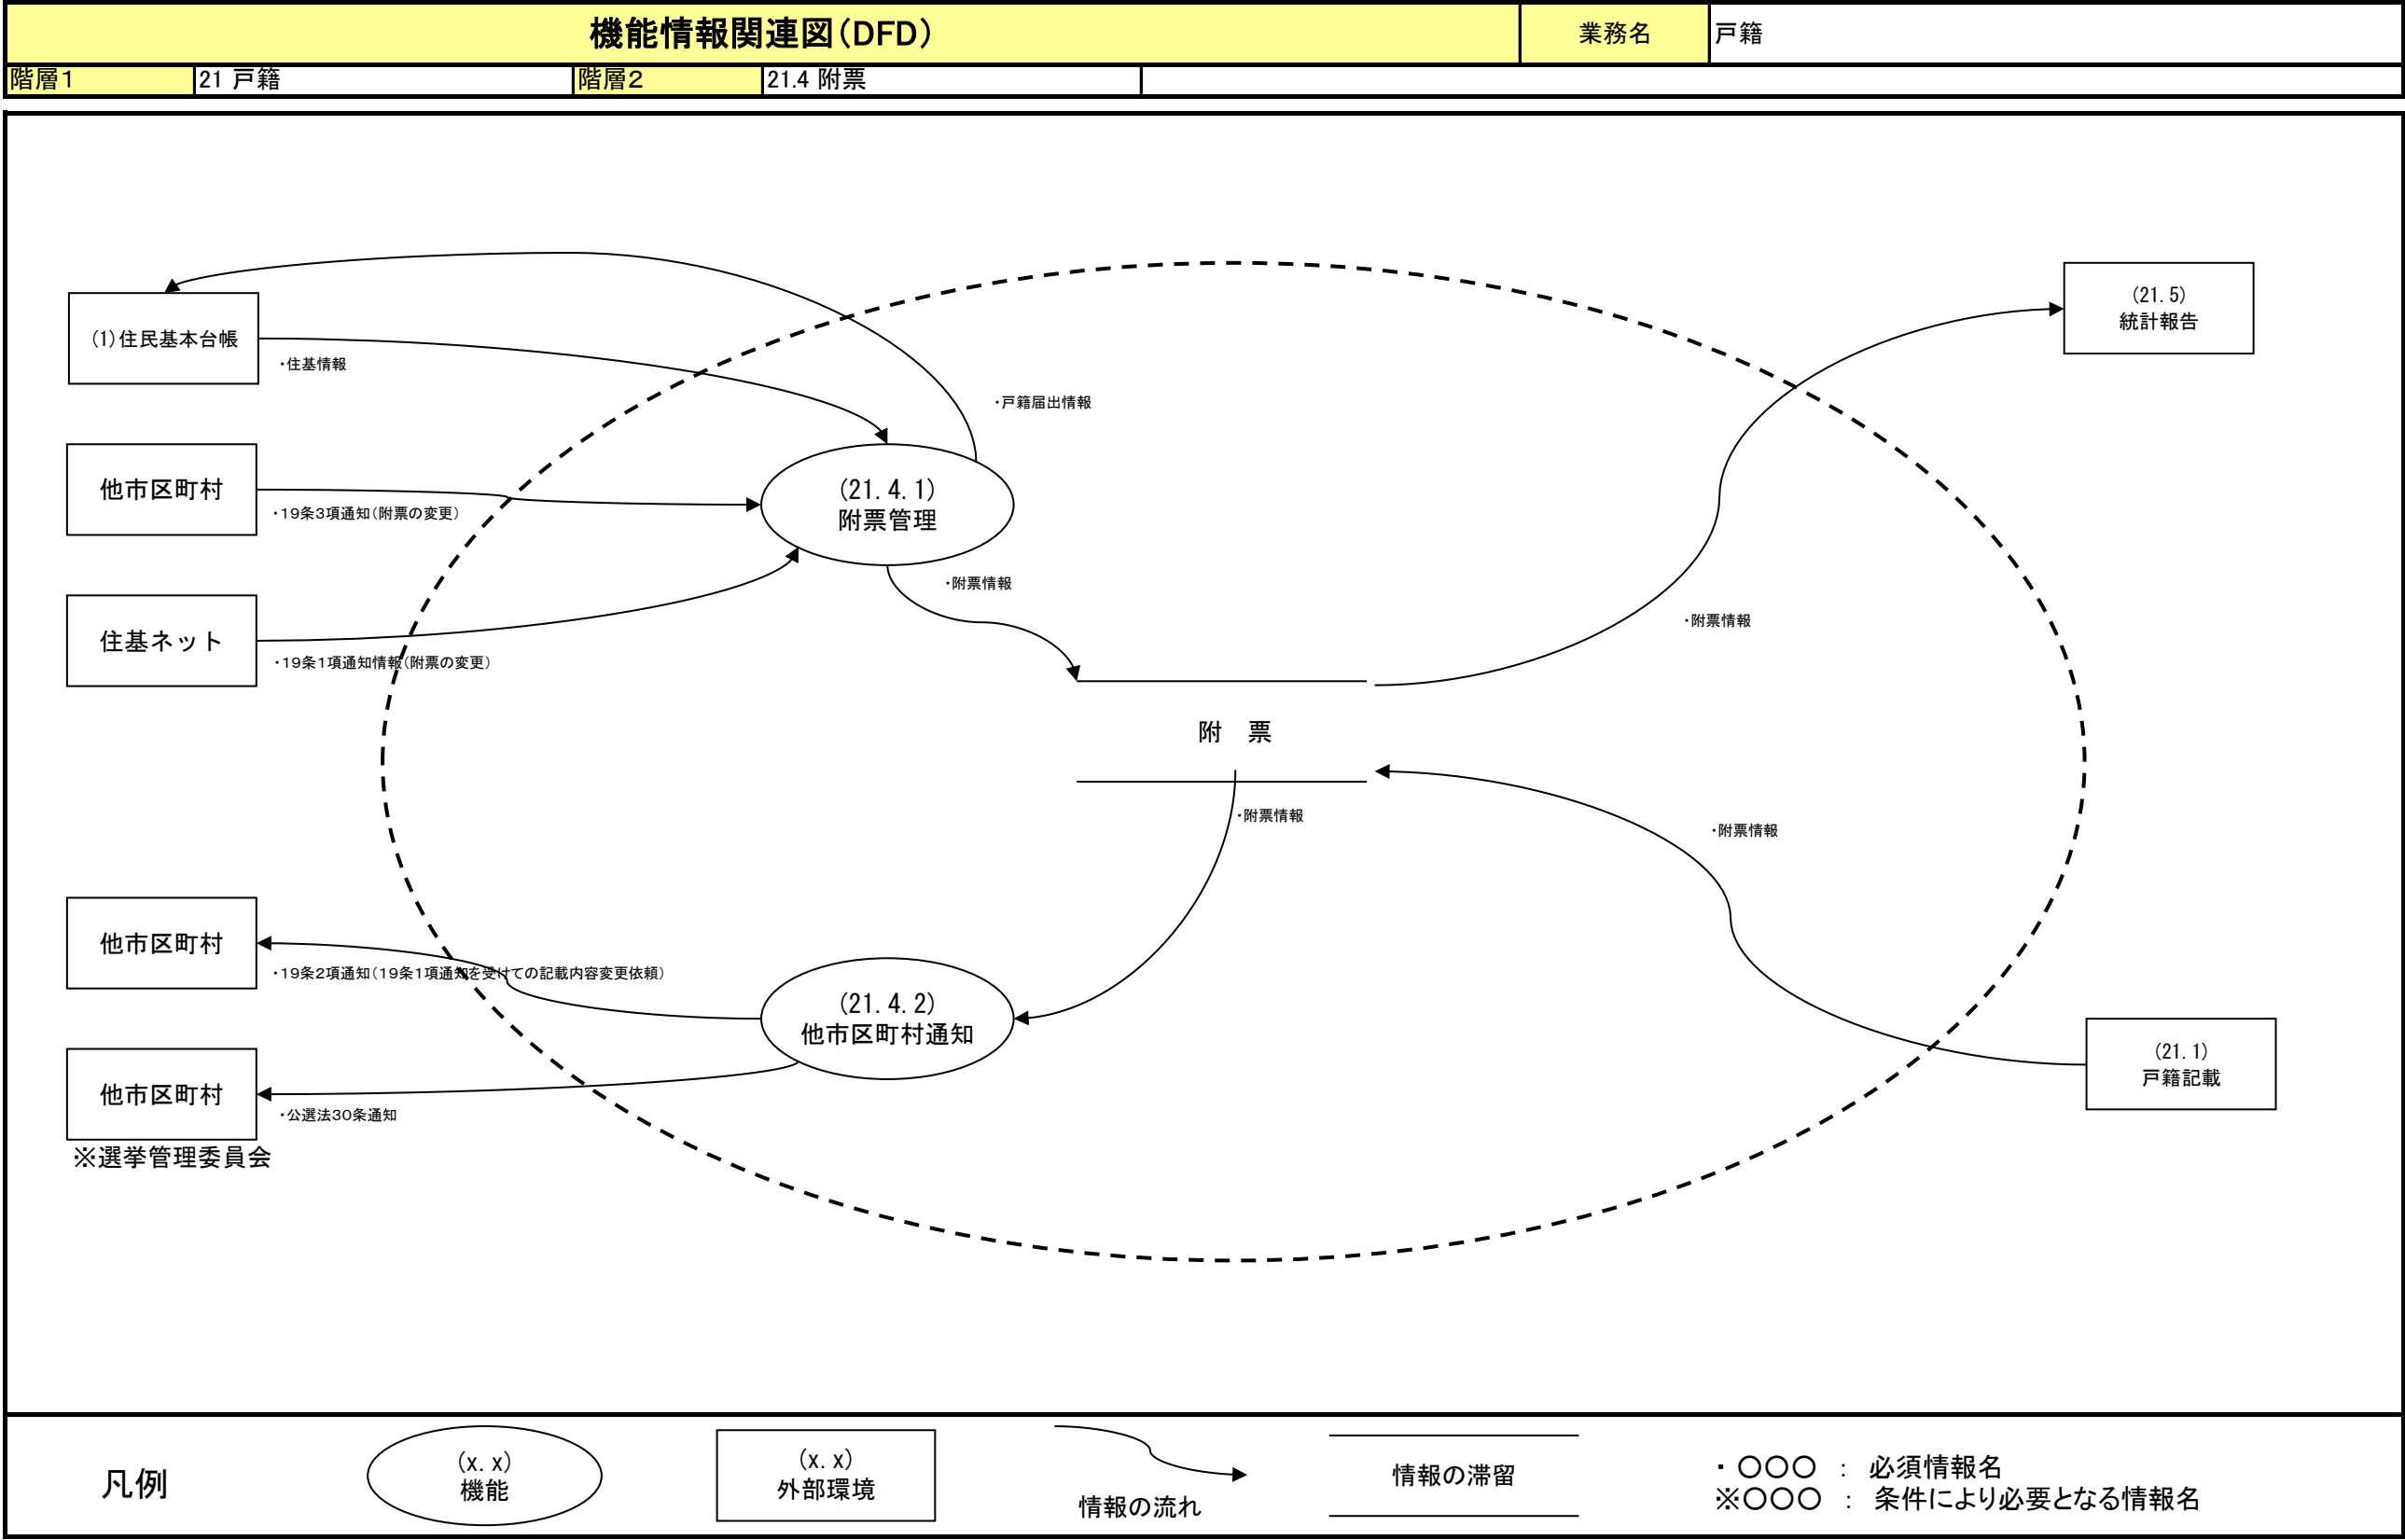 機能情報関連図(DFD)
業務名
戸籍
階層1
21 戸籍
階層2
21.4 附票
(1)住民基本台帳
・住基情報
・戸籍届出情報
(21.5)
統計報告
他市区町村
・19条3項通知(附票の変更)
(21.4.1)
附票管理
・附票情報
住基ネット
・19条1項通知情報(附票の変更)
・附票情報
附 票
・附票情報
・附票情報
他市区町村
・19条2項通知(19条1項通知を受けての記載内容変更依頼)
(21.4.2)
他市区町村通知
(21.1)
戸籍記載
他市区町村
・公選法30条通知
※選挙管理委員会
凡例
(x.x)
機能
(x.x)
外部環境
情報の流れ
情報の滞留
・ ○○○ : 必須情報名
※○○○ : 条件により必要となる情報名